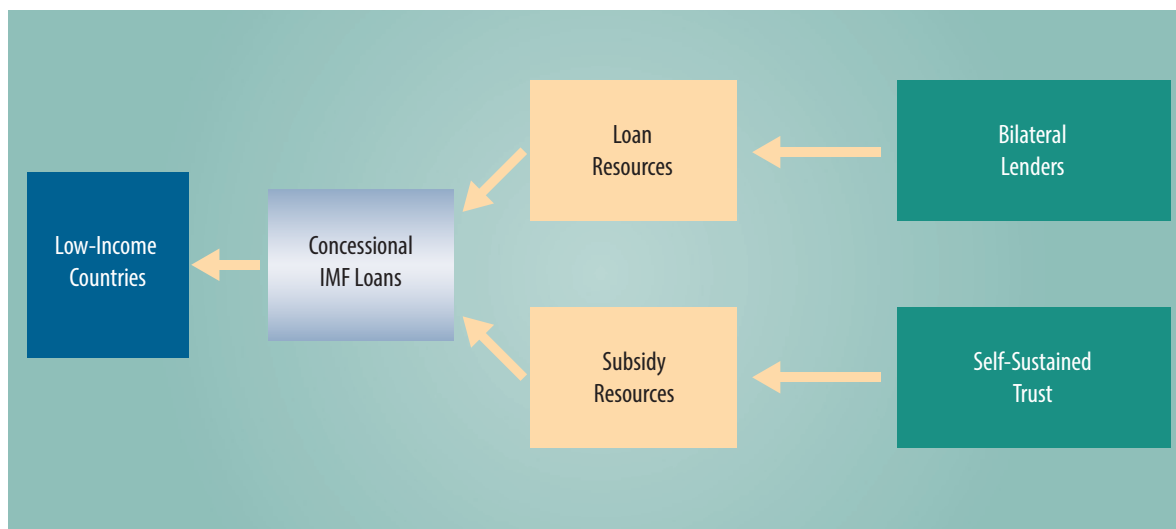 Low-Income
Countries
Concessional
IMF Loans
Loan
Resources
Bilateral
Lenders
Subsidy
Resources
Self-Sustained
Trust